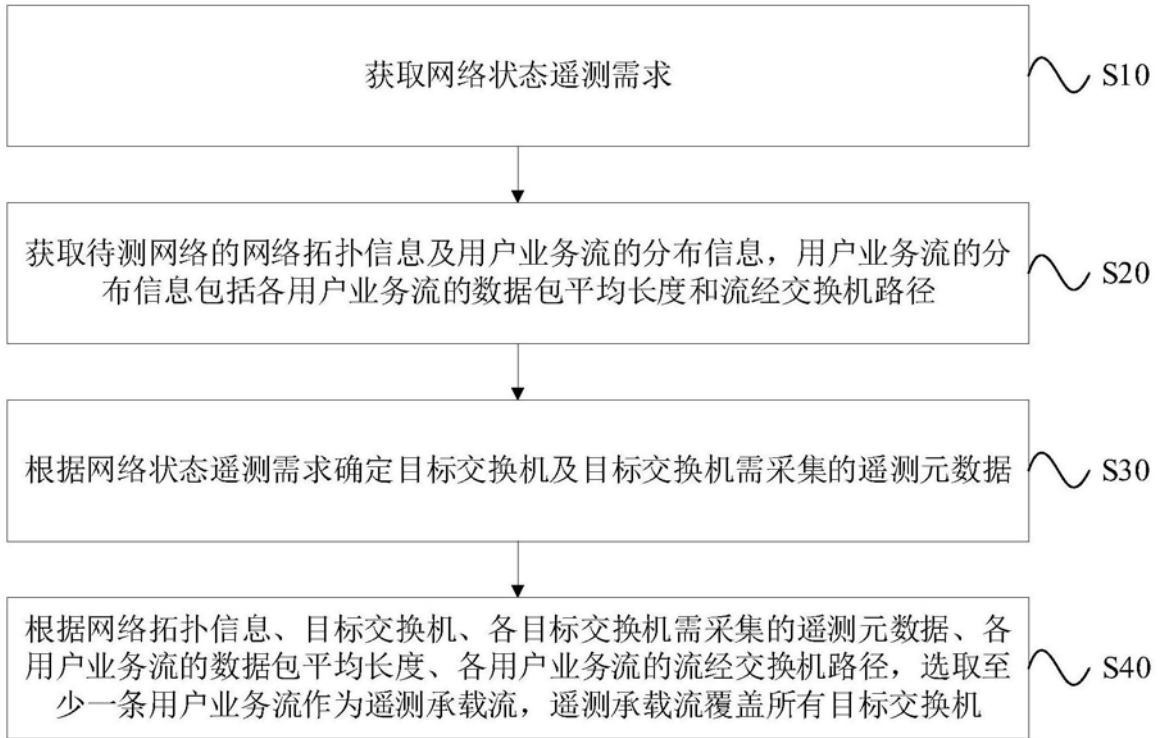 获取网络状态遥测需求
S10
获取待测网络的网络拓扑信息及用户业务流的分布信息，用户业务流的分
布信息包括各用户业务流的数据包平均长度和流经交换机路径
S20
根据网络状态遥测需求确定目标交换机及目标交换机需采集的遥测元数据
S30
根据网络拓扑信息、目标交换机、各目标交换机需采集的遥测元数据、各
用户业务流的数据包平均长度、各用户业务流的流经交换机路径，选取至
少一条用户业务流作为遥测承载流，遥测承载流覆盖所有目标交换机
S40